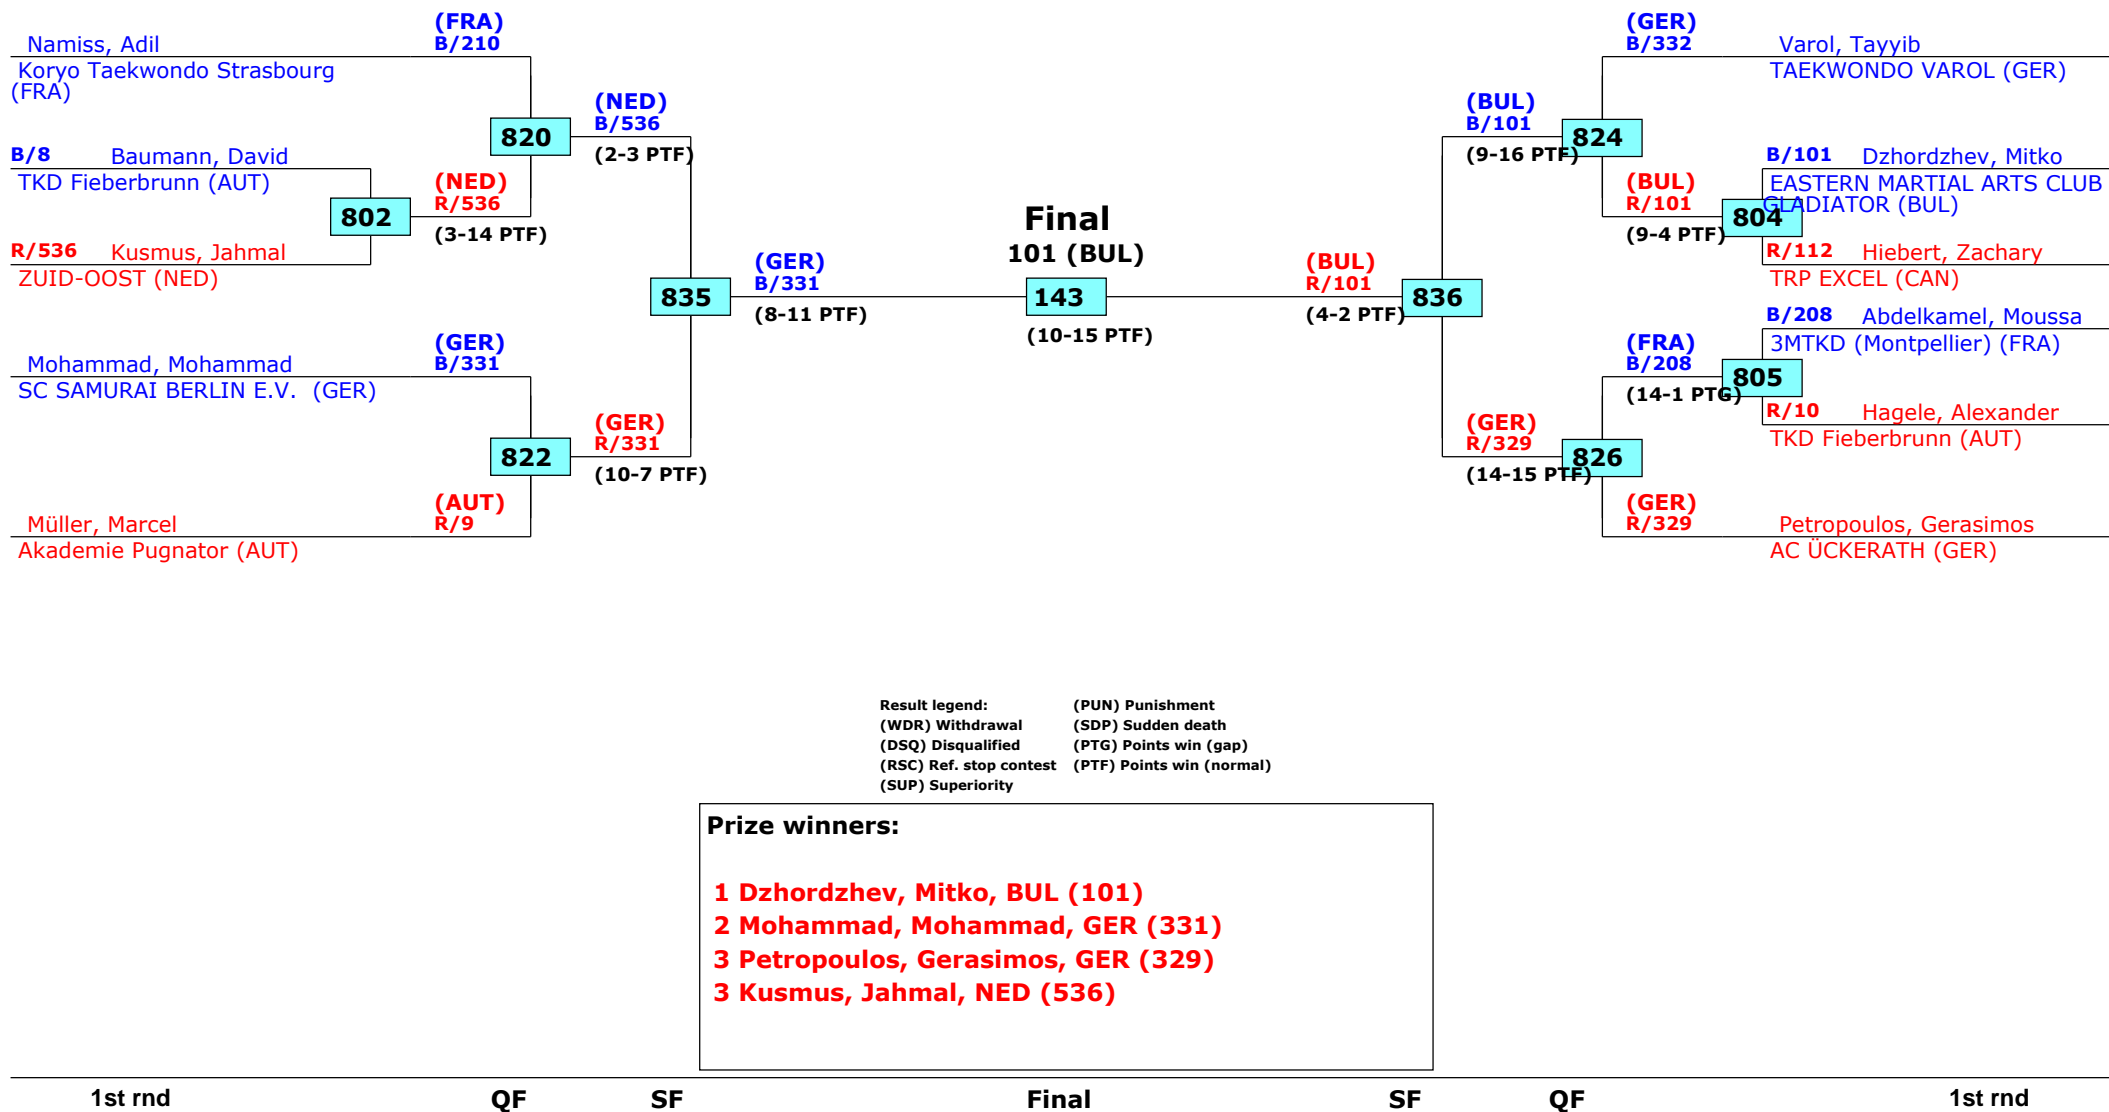 (FRA)
B/210
Namiss, Adil
Koryo Taekwondo Strasbourg
(FRA)
820
(NED)
B/536
(2-3 PTF)
B/8 Baumann, David
TKD Fieberbrunn (AUT)
802
(NED)
R/536
(3-14 PTF)
R/536 Kusmus, Jahmal
ZUID-OOST (NED)
835
(GER)
B/331
(8-11 PTF)
Mohammad, Mohammad
SC SAMURAI BERLIN E.V. (GER)
(GER)
B/331
822
(GER)
R/331
(10-7 PTF)
Müller, Marcel
Akademie Pugnator (AUT)
(AUT)
R/9
Final
101 (BUL)
143
(10-15 PTF)
(BUL)
R/101
(4-2 PTF)
836
(BUL)
B/101
(9-16 PTF)
824
(GER)
B/332
Varol, Tayyib
TAEKWONDO VAROL (GER)
(BUL)
R/101
(9-4 PTF)
804
B/101 Dzhordzhev, Mitko
EASTERN MARTIAL ARTS CLUB
GLADIATOR (BUL)
R/112 Hiebert, Zachary
TRP EXCEL (CAN)
(GER)
R/329
(14-15 PTF)
826
(FRA)
B/208
(14-1 PTG)
805
B/208 Abdelkamel, Moussa
3MTKD (Montpellier) (FRA)
R/10 Hagele, Alexander
TKD Fieberbrunn (AUT)
(GER)
R/329
Petropoulos, Gerasimos
AC ÜCKERATH (GER)
Result legend: (PUN) Punishment
(WDR) Withdrawal (SDP) Sudden death
(DSQ) Disqualified (PTG) Points win (gap)
(RSC) Ref. stop contest (PTF) Points win (normal)
(SUP) Superiority
Prize winners:
1 Dzhordzhev, Mitko, BUL (101)
2 Mohammad, Mohammad, GER (331)
3 Petropoulos, Gerasimos, GER (329)
3 Kusmus, Jahmal, NED (536)
1st rnd QF SF Final SF QF 1st rnd